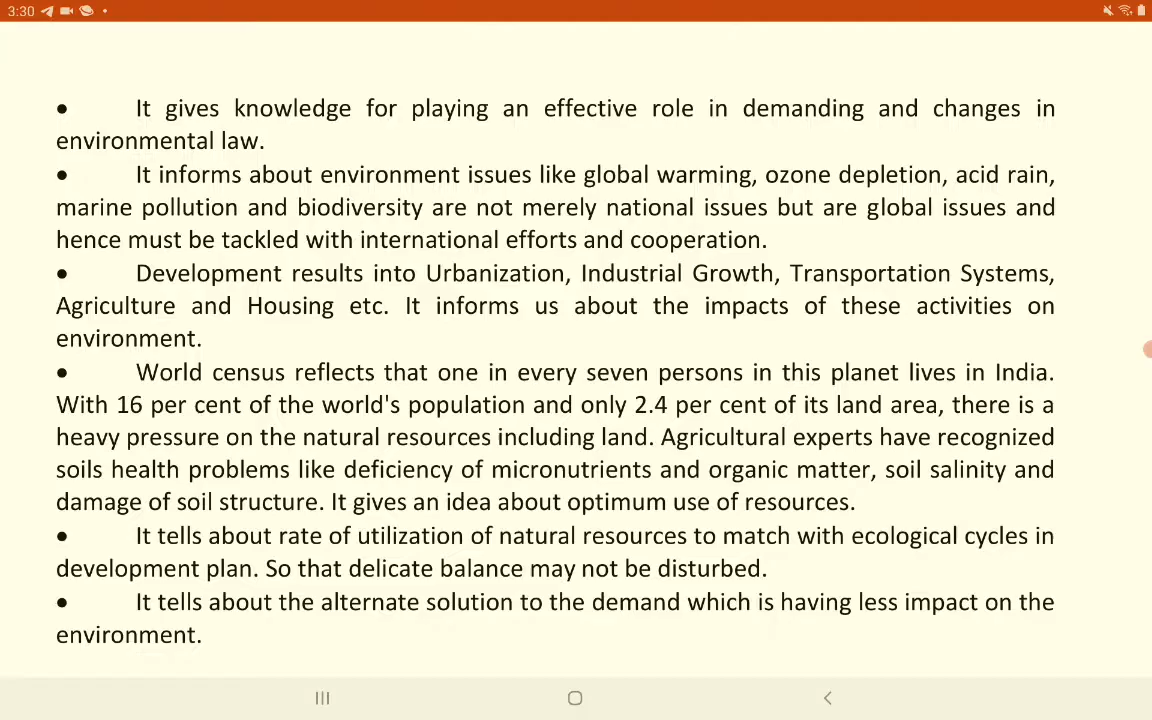 3:30
• It gives knowledge for playing an effective role in demanding and changes in
environmental law.
• It informs about environment issues like global warming, ozone depletion, acid rain,
marine pollution and biodiversity are not merely national issues but are global issues and
hence must be tackled with international efforts and cooperation.
• Development results into Urbanization, Industrial Growth, Transportation Systems,
Agriculture and Housing etc. It informs us about the impacts of these activities on
environment.
• World census reflects that one in every seven persons in this planet lives in India.
With 16 per cent of the world's population and only 2.4 per cent of its land area, there is a
heavy pressure on the natural resources including land. Agricultural experts have recognized
soils health problems like deficiency of micronutrients and organic matter, soil salinity and
damage of soil structure. It gives an idea about optimum use of resources.
• It tells about rate of utilization of natural resources to match with ecological cycles in
development plan. So that delicate balance may not be disturbed.
• It tells about the alternate solution to the demand which is having less impact on the
environment.